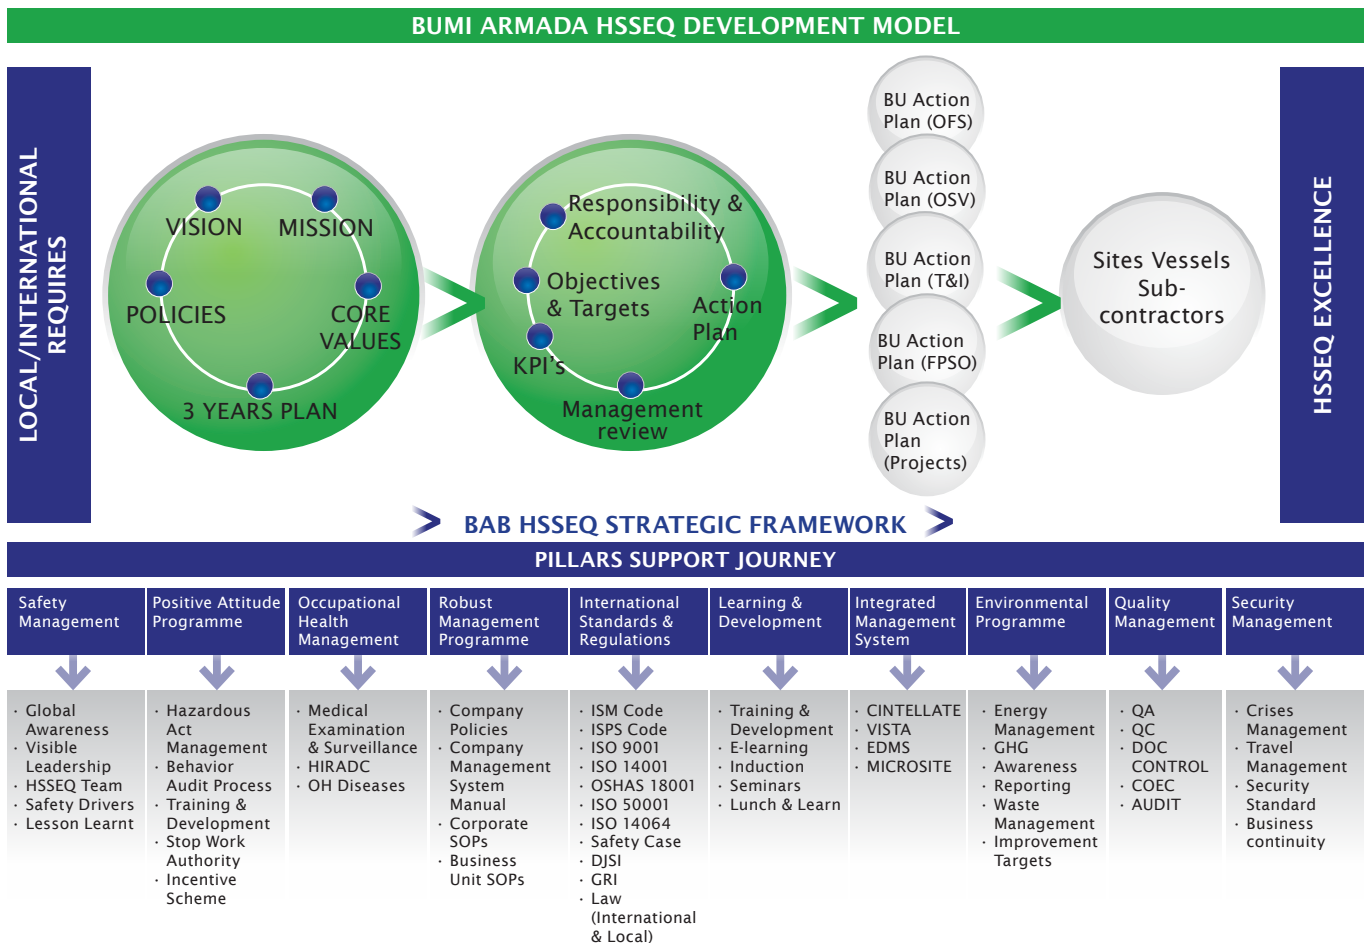 BUMI ARMADA HSSEQ DEVELOPMENT MODEL
LOCAL/INTERNATIONAL
REQUIRES
VISION
MISSION
POLICIES
CORE
VALUES
3 YEARS PLAN
Responsibility &
Accountability
Objectives
& Targets
Action
Plan
KPI's
Management
review
BU Action
Plan (OFS)
BU Action
Plan (OSV)
BU Action
Plan (T&I)
BU Action
Plan (FPSO)
BU Action
Plan
(Projects)
Sites Vessels
Sub-
contractors
HSSEQ EXCELLENCE
BAB HSSEQ STRATEGIC FRAMEWORK
PILLARS SUPPORT JOURNEY
Safety
Management
· Global
Awareness
· Visible
Leadership
· HSSEQ Team
· Safety Drivers
· Lesson Learnt
Positive Attitude
Programme
· Hazardous
Act
Management
· Behavior
Audit Process
· Training &
Development
· Stop Work
Authority
· Incentive
Scheme
Occupational
Health
Management
· Medical
Examination
& Surveillance
· HIRADC
· OH Diseases
Robust
Management
Programme
· Company
Policies
· Company
Management
System
Manual
· Corporate
SOPs
· Business
Unit SOPs
International
Standards &
Regulations
· ISM Code
· ISPS Code
· ISO 9001
· ISO 14001
· OSHAS 18001
· ISO 50001
· ISO 14064
· Safety Case
· DJSI
· GRI
· Law
(International
& Local)
Learning &
Development
· Training &
Development
· E-learning
· Induction
· Seminars
· Lunch & Learn
Integrated
Management
System
· CINTELLATE
· VISTA
· EDMS
· MICROSITE
Environmental
Programme
· Energy
Management
· GHG
· Awareness
· Reporting
· Waste
Management
· Improvement
Targets
Quality
Management
· QA
· QC
· DOC
CONTROL
· COEC
· AUDIT
Security
Management
· Crises
Management
· Travel
Management
· Security
Standard
· Business
continuity